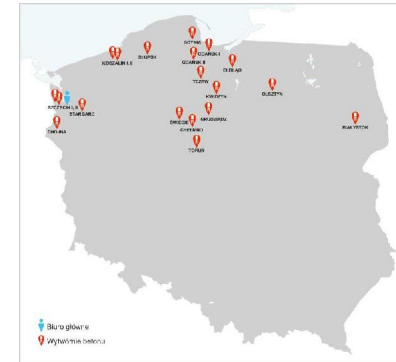 GDYNIA
GDAŃSK I
SŁUPSK
GDAŃSK II
KOSZALIN I, II
ELBLĄG
TCZEW
OLSZTYN
KWIDZYN
SZCZECIN I, II
STARGARD
GRUDZIĄDZ
ŚWIECIE
BIAŁYSTOK
CHEŁMNO
CHOJNA
TORUŃ
Biuro główne
Wytwórnie betonu